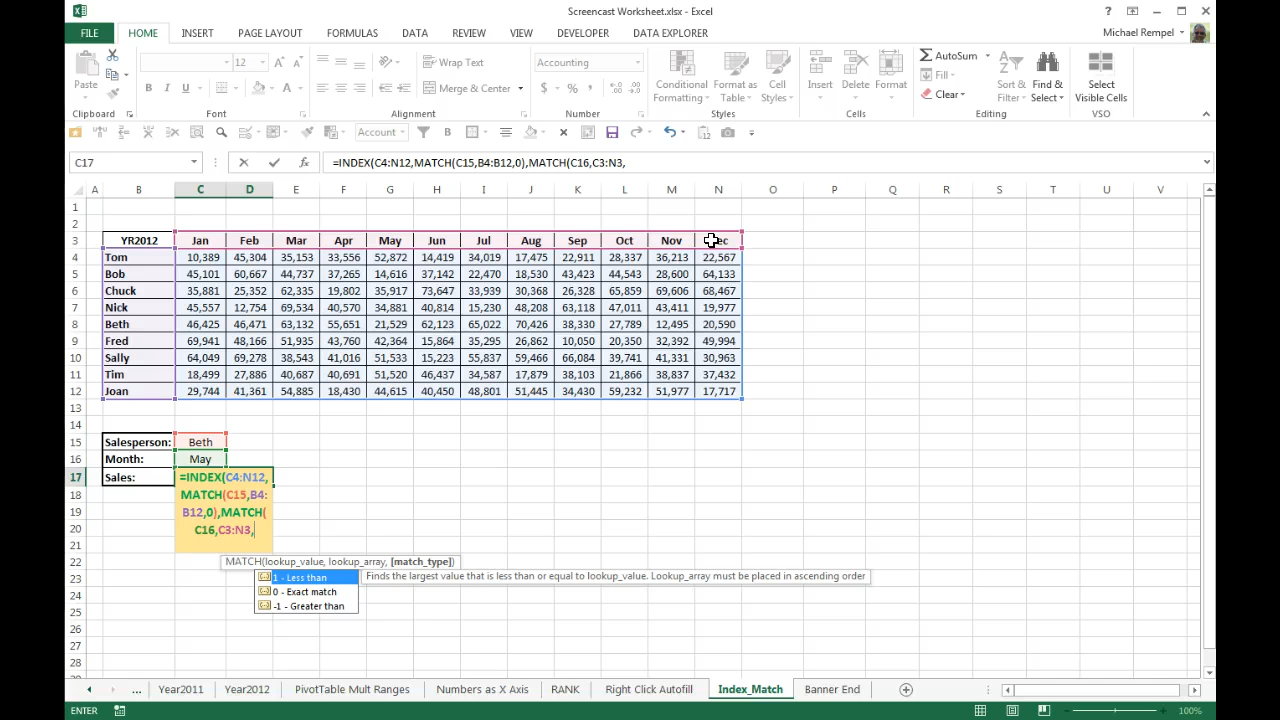 Screencast Worksheet.xlsx - Excel
FILE HOME INSERT PAGE LAYOUT FORMULAS DATA REVIEW VIEW DEVELOPER DATA EXPLORER Michael Rempel
Paste 12 A A Wrap Text Accounting Conditional Formatting Format as Table Cell Styles Insert Delete Format AutoSum Sort & Filter Find & Select Select Visible Cells
B I U A Merge & Center $ % , Fill
Clear
Clipboard Font Alignment Number Styles Cells Editing VSO
Account B
C17 fx =INDEX(C4:N12,MATCH(C15,B4:B12,0),MATCH(C16,C3:N3,
A B C D E F G H I J K L M N O P Q R S T U V
1
2
3 YR2012 Jan Feb Mar Apr May Jun Jul Aug Sep Oct Nov Dec
4 Tom 10,389 45,304 35,153 33,556 52,872 14,419 34,019 17,475 22,911 28,337 36,213 22,567
5 Bob 45,101 60,667 44,737 37,265 14,616 37,142 22,470 18,530 43,423 44,543 28,600 64,133
6 Chuck 35,881 25,352 62,335 19,802 35,917 73,647 33,939 30,368 26,328 65,859 69,606 68,467
7 Nick 45,557 12,754 69,534 40,570 34,881 40,814 15,230 48,208 63,118 47,011 43,411 19,977
8 Beth 46,425 46,471 63,132 55,651 21,529 62,123 65,022 70,426 38,330 27,789 12,495 20,590
9 Fred 69,941 48,166 51,935 43,760 42,364 15,864 35,295 26,862 10,050 20,350 32,392 49,994
10 Sally 64,049 69,278 38,543 41,016 51,533 15,223 55,837 59,466 66,084 39,741 41,331 30,963
11 Tim 18,499 27,886 40,687 40,691 51,520 46,437 34,587 17,879 38,103 21,866 38,837 37,432
12 Joan 29,744 41,361 54,885 18,430 44,615 40,450 48,801 51,445 34,430 59,232 51,977 17,717
13
14
15 Salesperson: Beth
16 Month: May
17 Sales: =INDEX(C4:N12,
18 MATCH(C15,B4:
19 B12,0),MATCH(
20 C16,C3:N3,
21
22 MATCH(lookup_value, lookup_array, [match_type])
23 1 - Less than Finds the largest value that is less than or equal to lookup_value. Lookup_array must be placed in ascending order
24 0 - Exact match
25 -1 - Greater than
26
27
28
... Year2011 Year2012 PivotTable Mult Ranges Numbers as X Axis RANK Right Click Autofill Index_Match Banner End
ENTER 100%